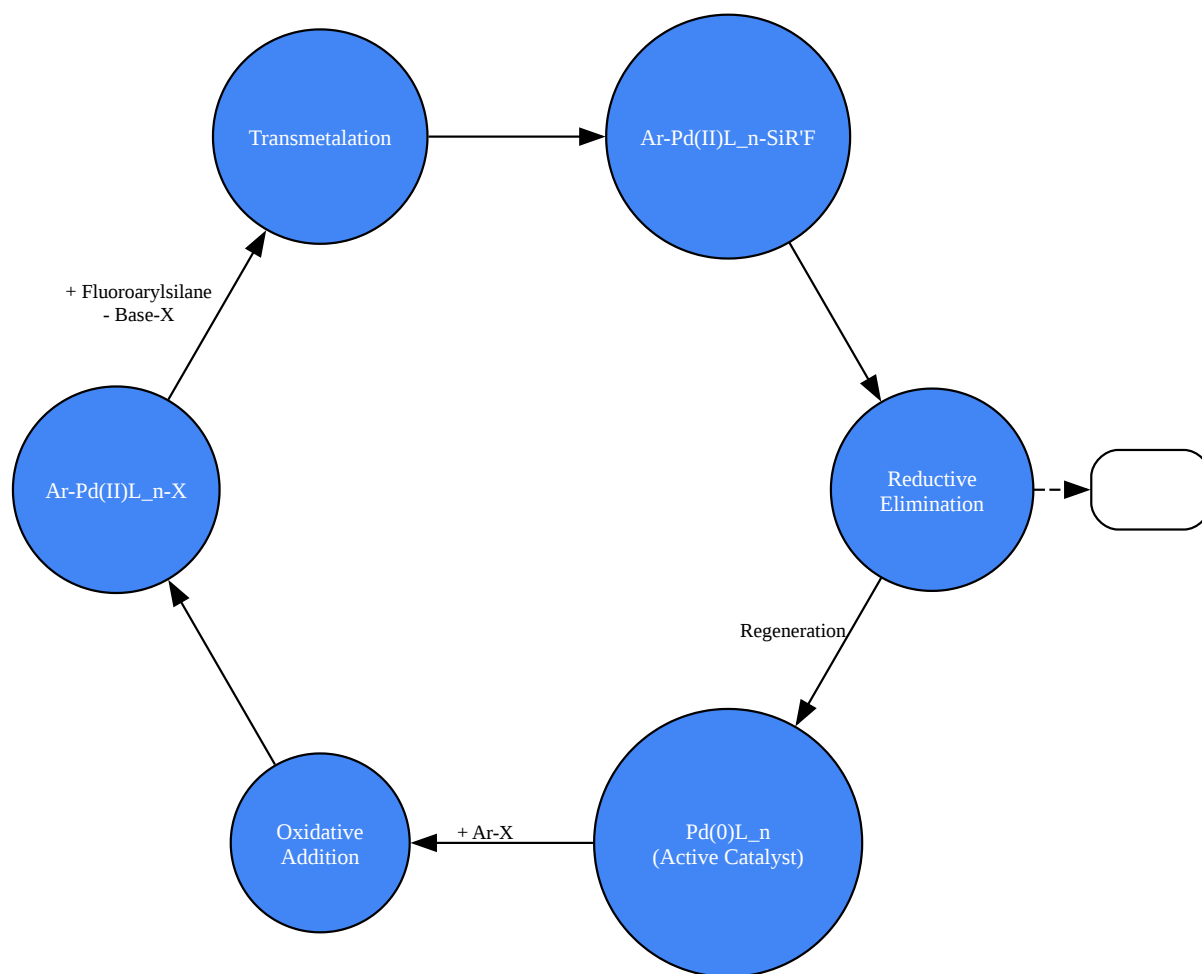 Transmetalation
Ar-Pd(II)L_n-SiR'F
+ Fluoroarylsilane
- Base-X
Ar-Pd(II)L_n-X
Reductive
Elimination
Regeneration
Oxidative
Addition
+ Ar-X
Pd(0)L_n
(Active Catalyst)